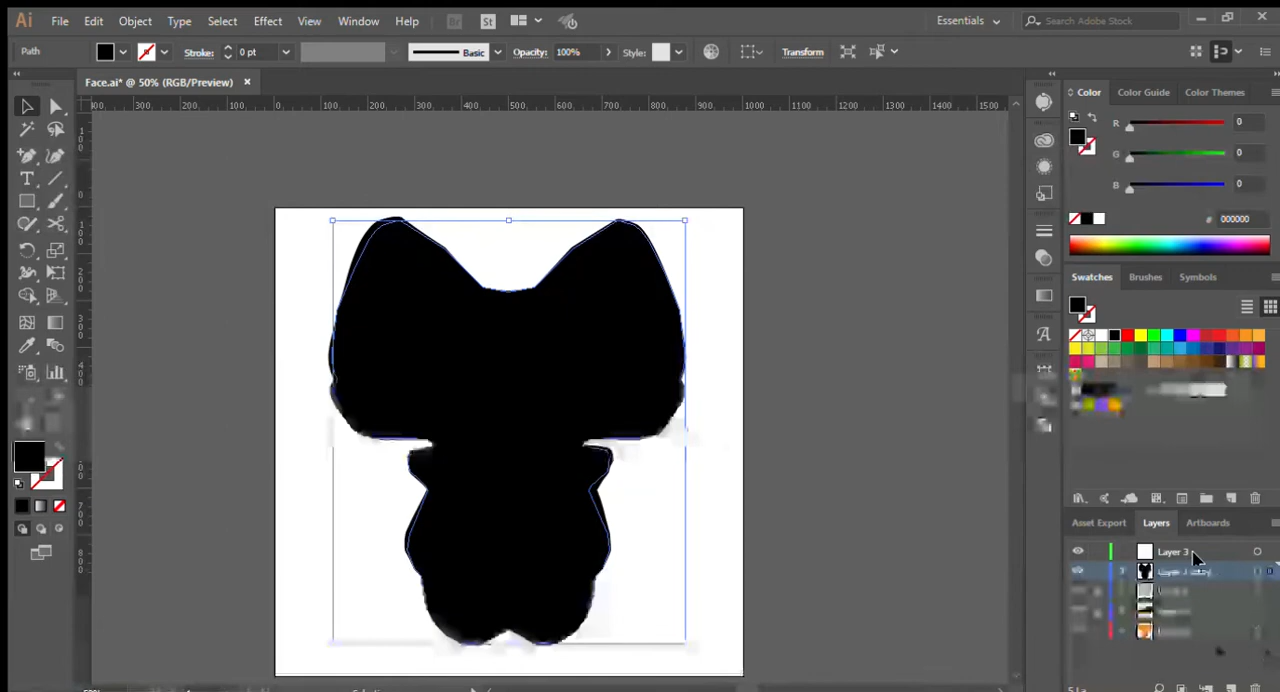 Ai File Edit Object Type Select Effect View Window Help Br St Essentials Search Adobe Stock
Path Stroke: 0 pt Basic Opacity: 100% Style: Transform
Face.ai* @ 50% (RGB/Preview)
300 200 100 0 100 200 300 400 500 600 700 800 900 1000 1100 1200 1300 1400 1500
Color Color Guide Color Themes
R 0
G 0
B 0
# 000000
Swatches Brushes Symbols
Asset Export Layers Artboards
Layer 3